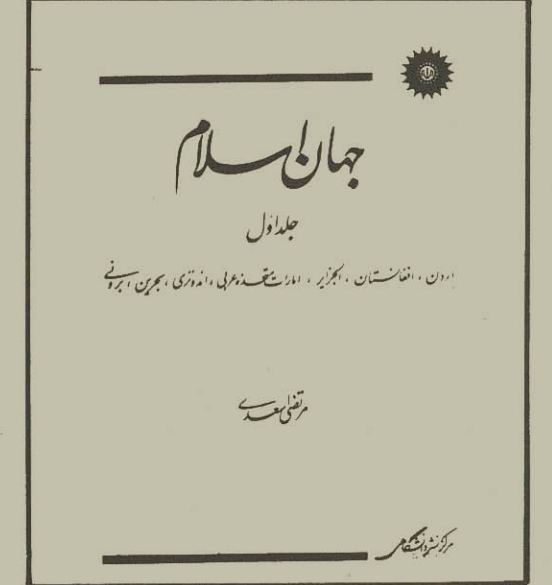 جهان اسلام
جلد اول
اردن، افغانستان، الجزایر، امارات متحده عربی، اندونزی، بحرین، برونئی
مرتضی اسعدی
مرکز نشر دانشگاهی